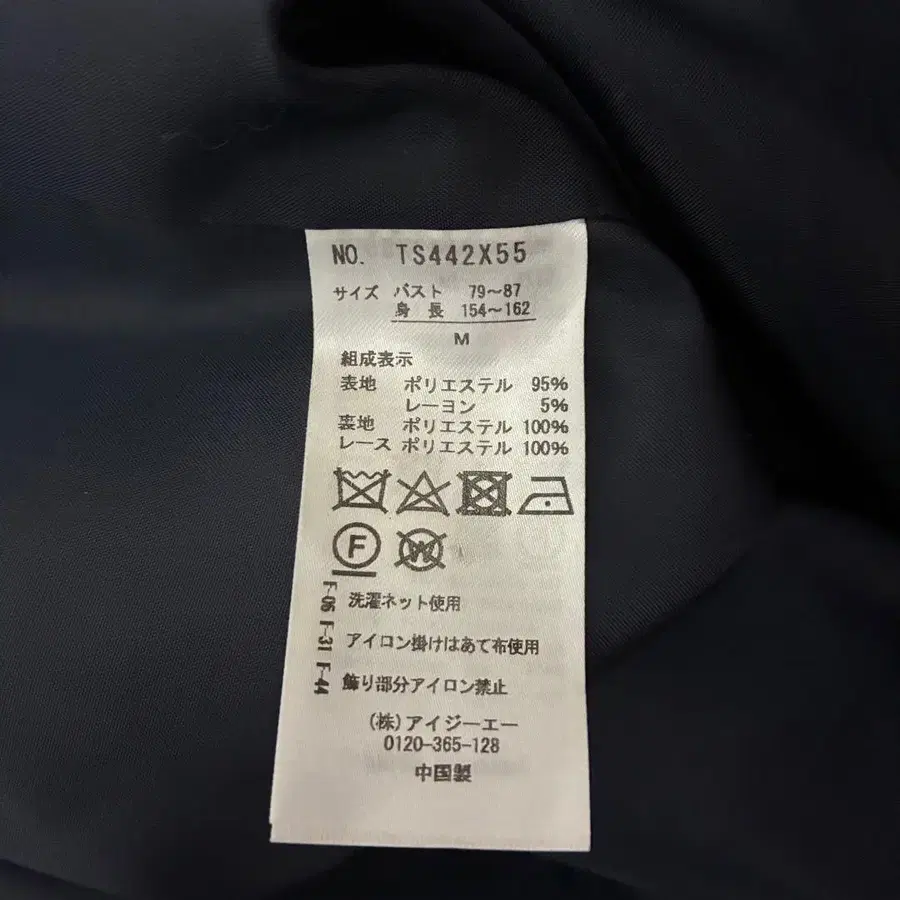 NO. TS442X55
サイズ バスト 79〜87
身長 154〜162
M
組成表示
表地 ポリエステル 95%
レーヨン 5%
裏地 ポリエステル 100%
レース ポリエステル 100%
F W
F-06 洗濯ネット使用
F-31 アイロン掛けはあて布使用
F-44 飾り部分アイロン禁止
(株)アイジーエー
0120-365-128
中国製